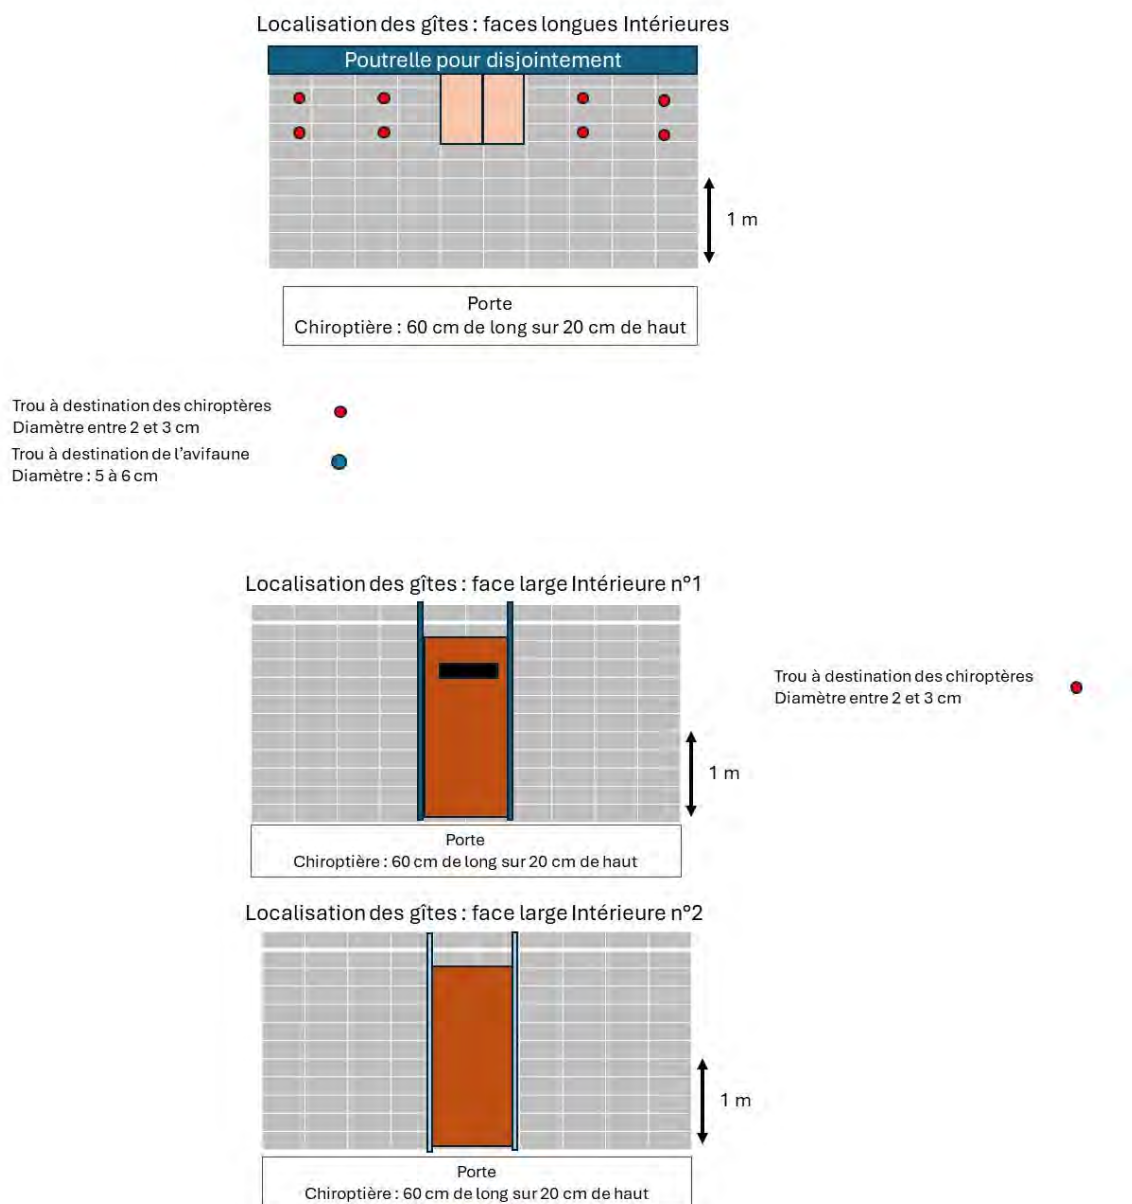 Localisation des gîtes : faces longues Intérieures
Poutrelle pour disjointement
1 m
Porte
Chiroptière : 60 cm de long sur 20 cm de haut
Trou à destination des chiroptères
Diamètre entre 2 et 3 cm
Trou à destination de l'avifaune
Diamètre : 5 à 6 cm
Localisation des gîtes : face large Intérieure n°1
Trou à destination des chiroptères
Diamètre entre 2 et 3 cm
1 m
Porte
Chiroptière : 60 cm de long sur 20 cm de haut
Localisation des gîtes : face large Intérieure n°2
1 m
Porte
Chiroptière : 60 cm de long sur 20 cm de haut